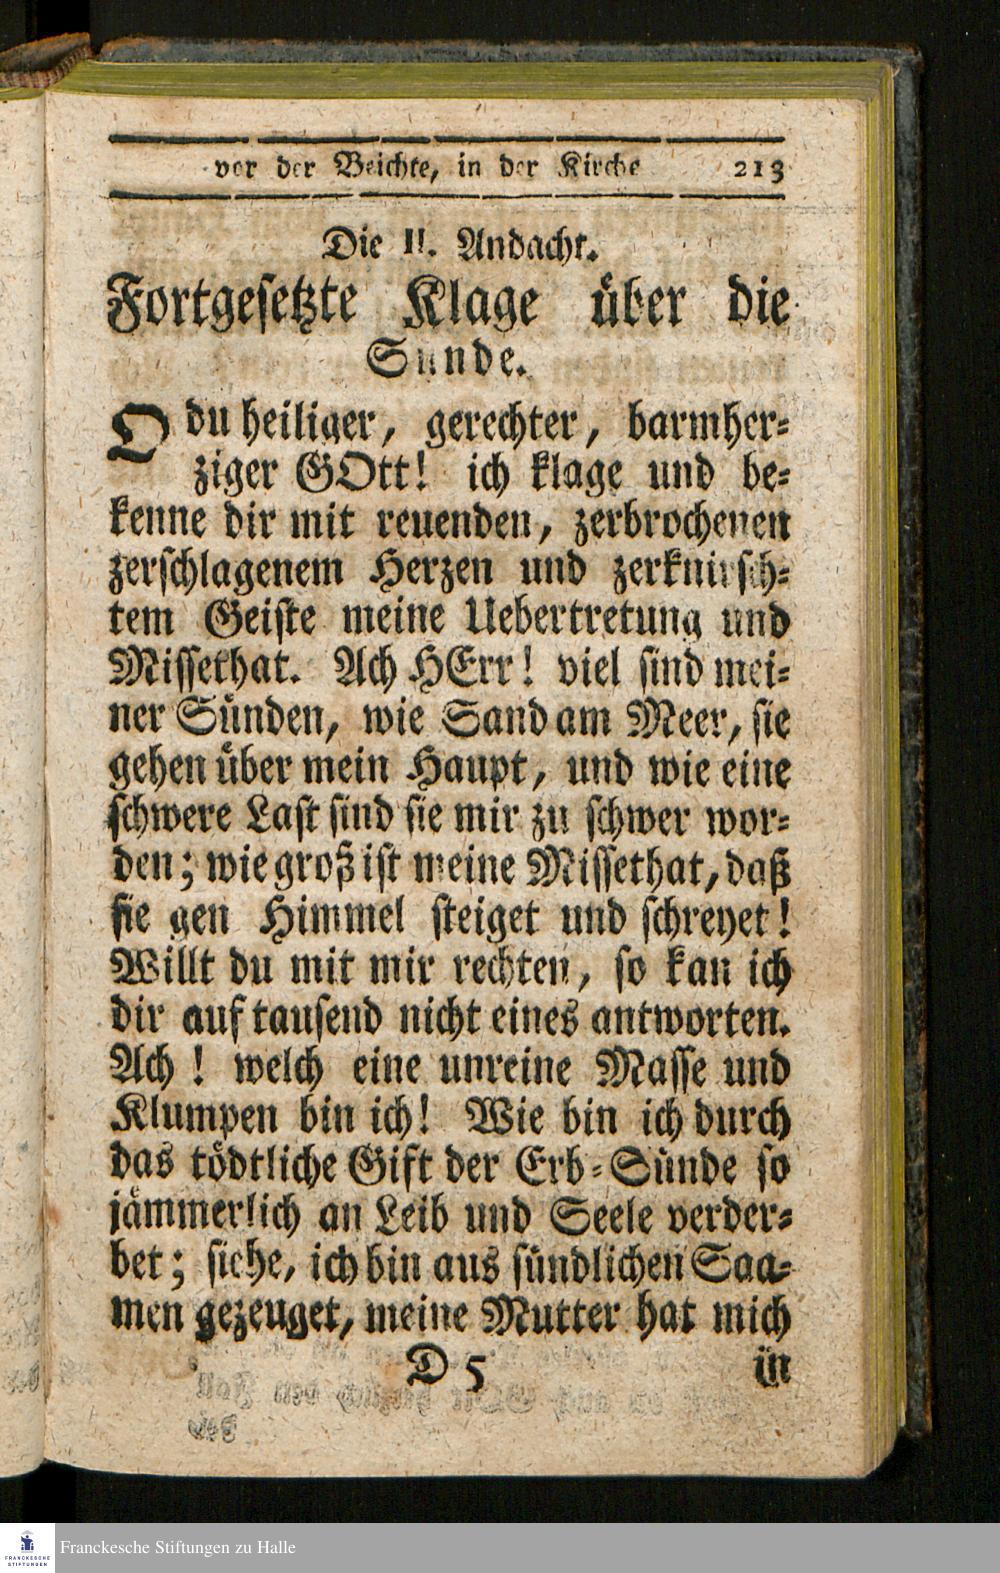 vor der Beichte, in der Kirche 213
Die II. Andacht.
Fortgesetzte Klage über die
Sünde.
O du heiliger, gerechter, barmher-
ziger GOtt! ich klage und be-
kenne dir mit reuenden, zerbrochenen
zerschlagenem Herzen und zerknirsch-
tem Geiste meine Uebertretung und
Missethat. Ach HErr! viel sind mei-
ner Sünden, wie Sand am Meer, sie
gehen über mein Haupt, und wie eine
schwere Last sind sie mir zu schwer wor-
den; wie groß ist meine Missethat, daß
sie gen Himmel steiget und schreyet!
Willt du mit mir rechten, so kan ich
dir auf tausend nicht eines antworten.
Ach! welch eine unreine Masse und
Klumpen bin ich! Wie bin ich durch
das tödtliche Gift der Erb-Sünde so
jämmerlich an Leib und Seele verder-
bet; siehe, ich bin aus sündlichen Saa-
men gezeuget, meine Mutter hat mich
O 5 in
FRANCKESCHE
STIFTUNGEN
Franckesche Stiftungen zu Halle